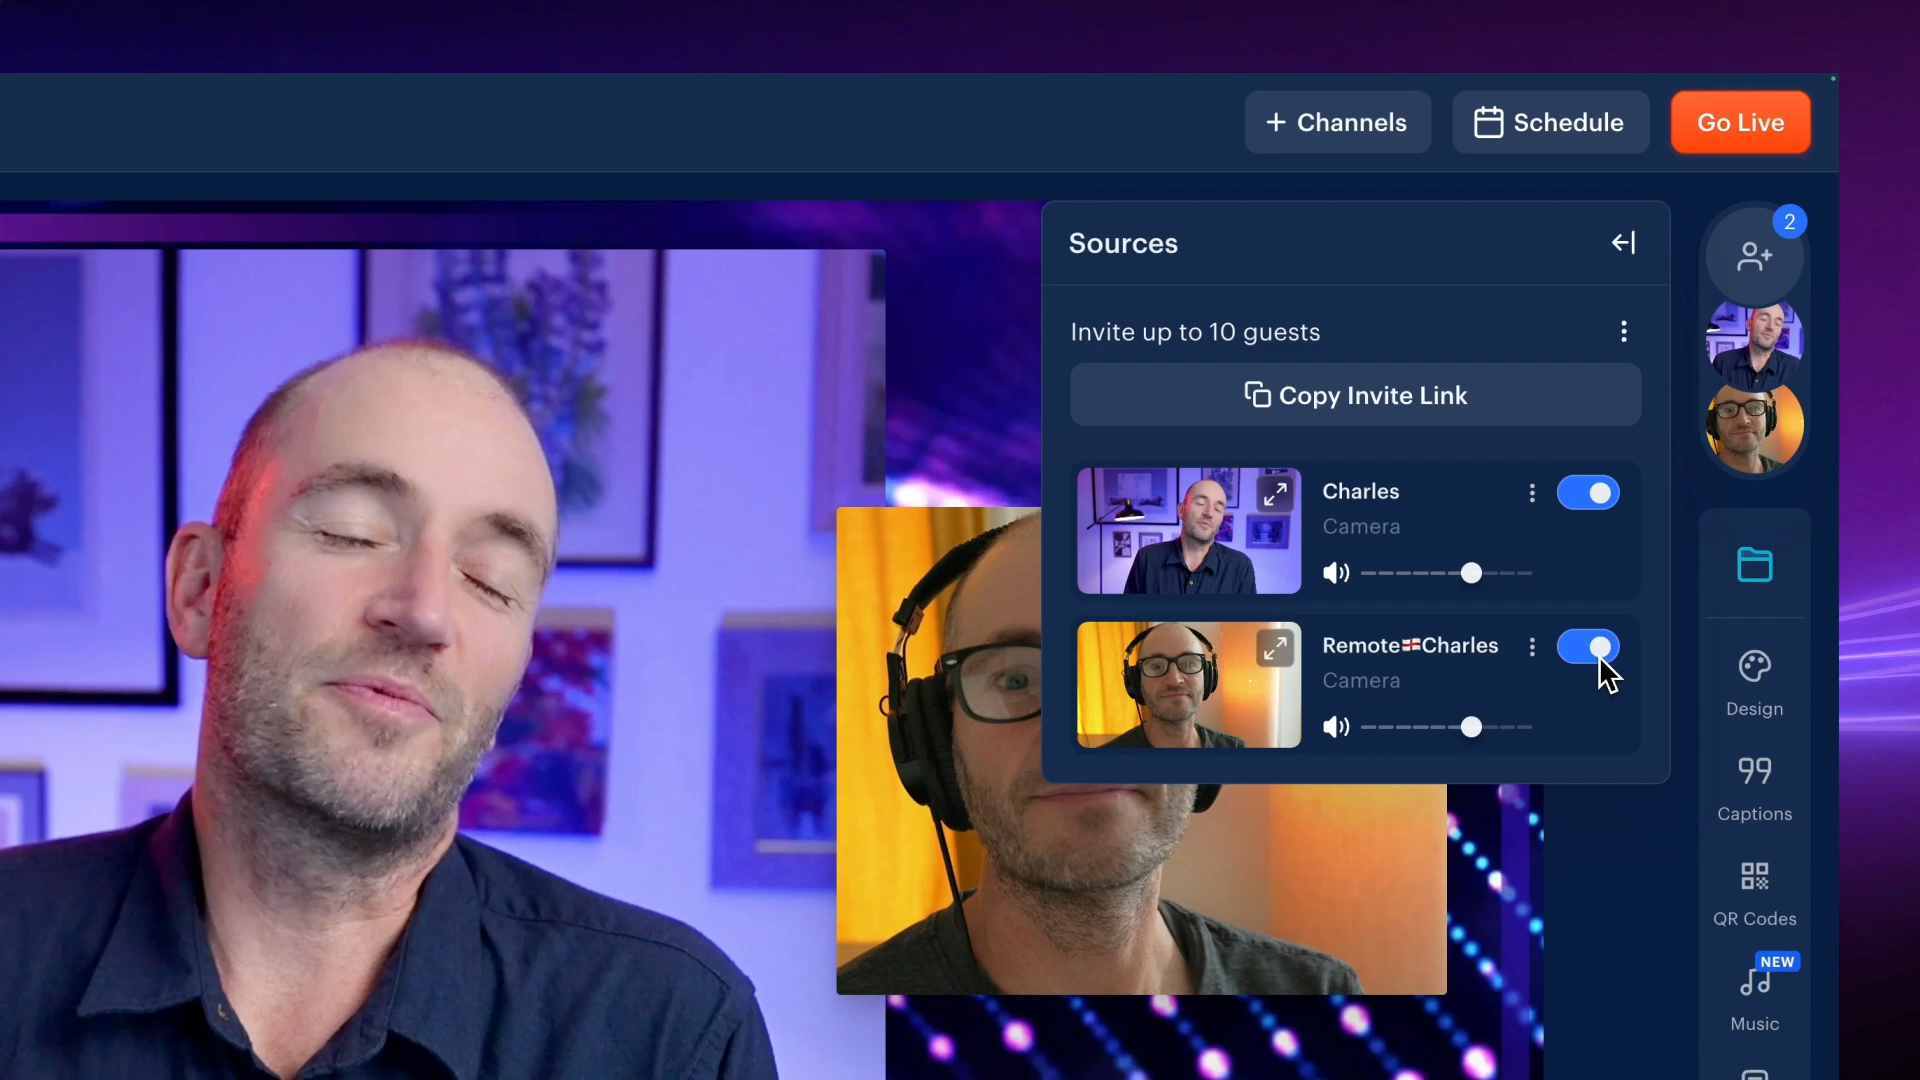 + Channels
Schedule
Go Live
Sources
2
Invite up to 10 guests
Copy Invite Link
Charles
Camera
Remote🏴󠁧󠁢󠁥󠁮󠁧󠁿Charles
Camera
Design
Captions
QR Codes
NEW
Music